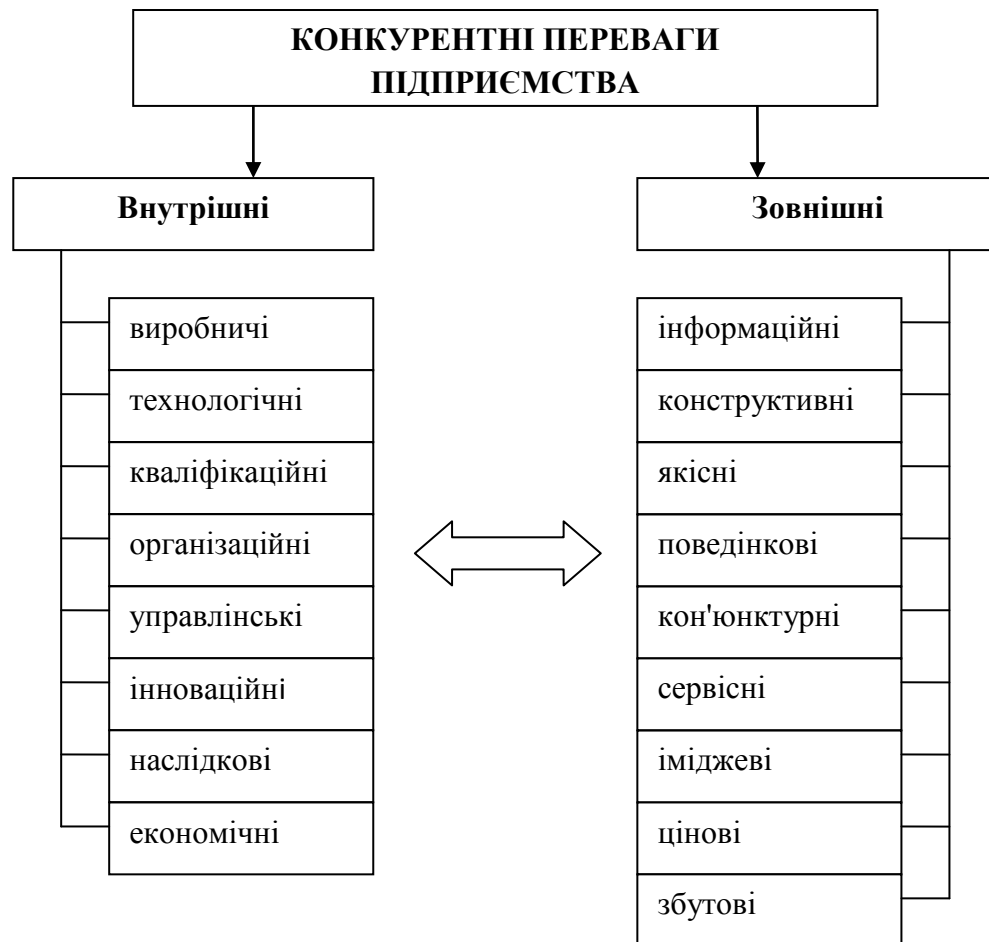 КОНКУРЕНТНІ ПЕРЕВАГИ
ПІДПРИЄМСТВА
Внутрішні
виробничі
технологічні
кваліфікаційні
організаційні
управлінські
інноваційні
наслідкові
економічні
Зовнішні
інформаційні
конструктивні
якісні
поведінкові
кон'юнктурні
сервісні
іміджеві
цінові
збутові